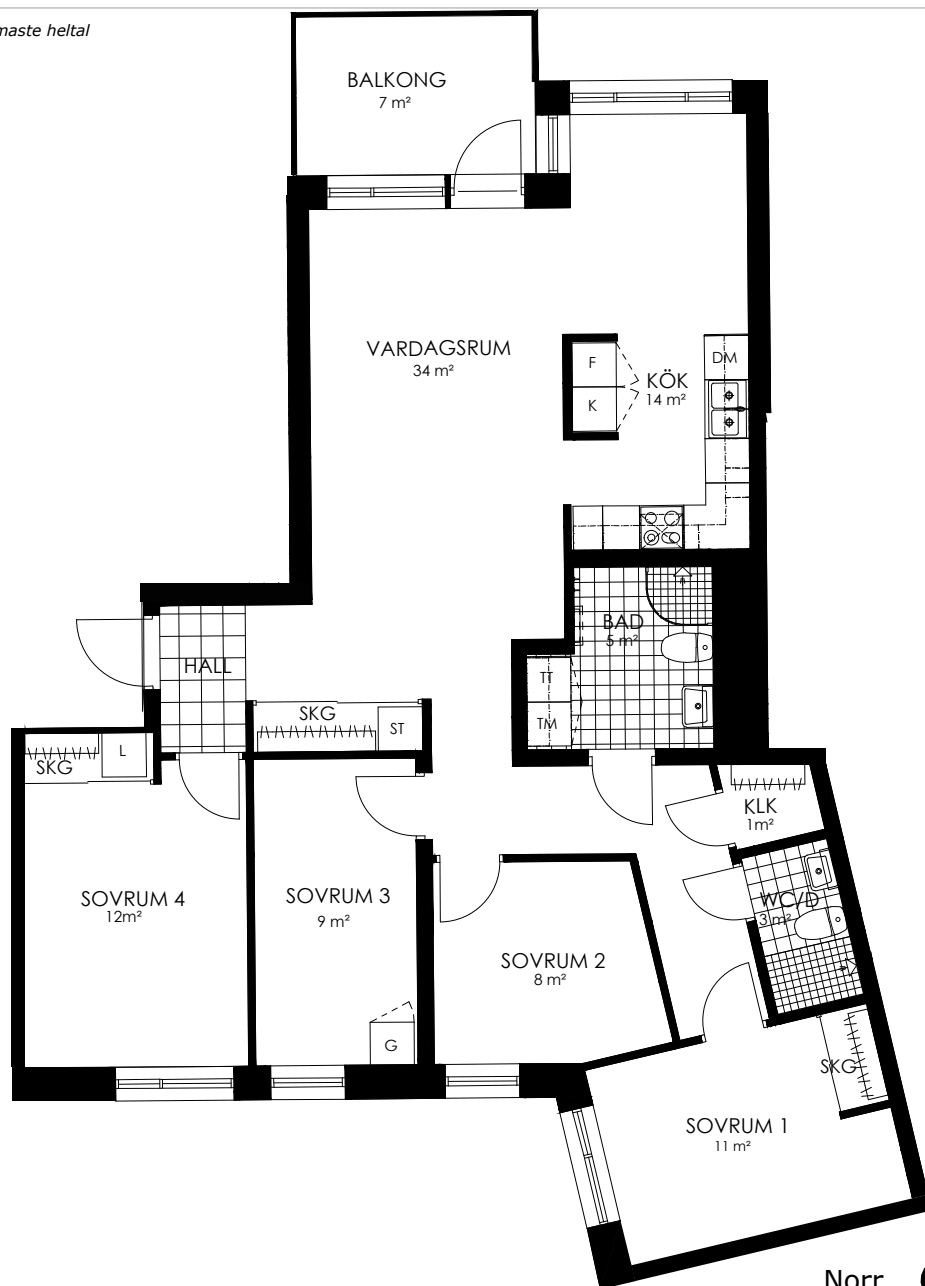 maste heltal
BALKONG
7 m²
VARDAGSRUM
34 m²
F
K
KÖK
14 m²
DM
HALL
BAD
5 m²
TT
TM
SKG
ST
SKG
L
KLK
1m²
SOVRUM 4
12m²
SOVRUM 3
9 m²
WC/D
3 m²
SOVRUM 2
8 m²
G
SKG
SOVRUM 1
11 m²
Norr